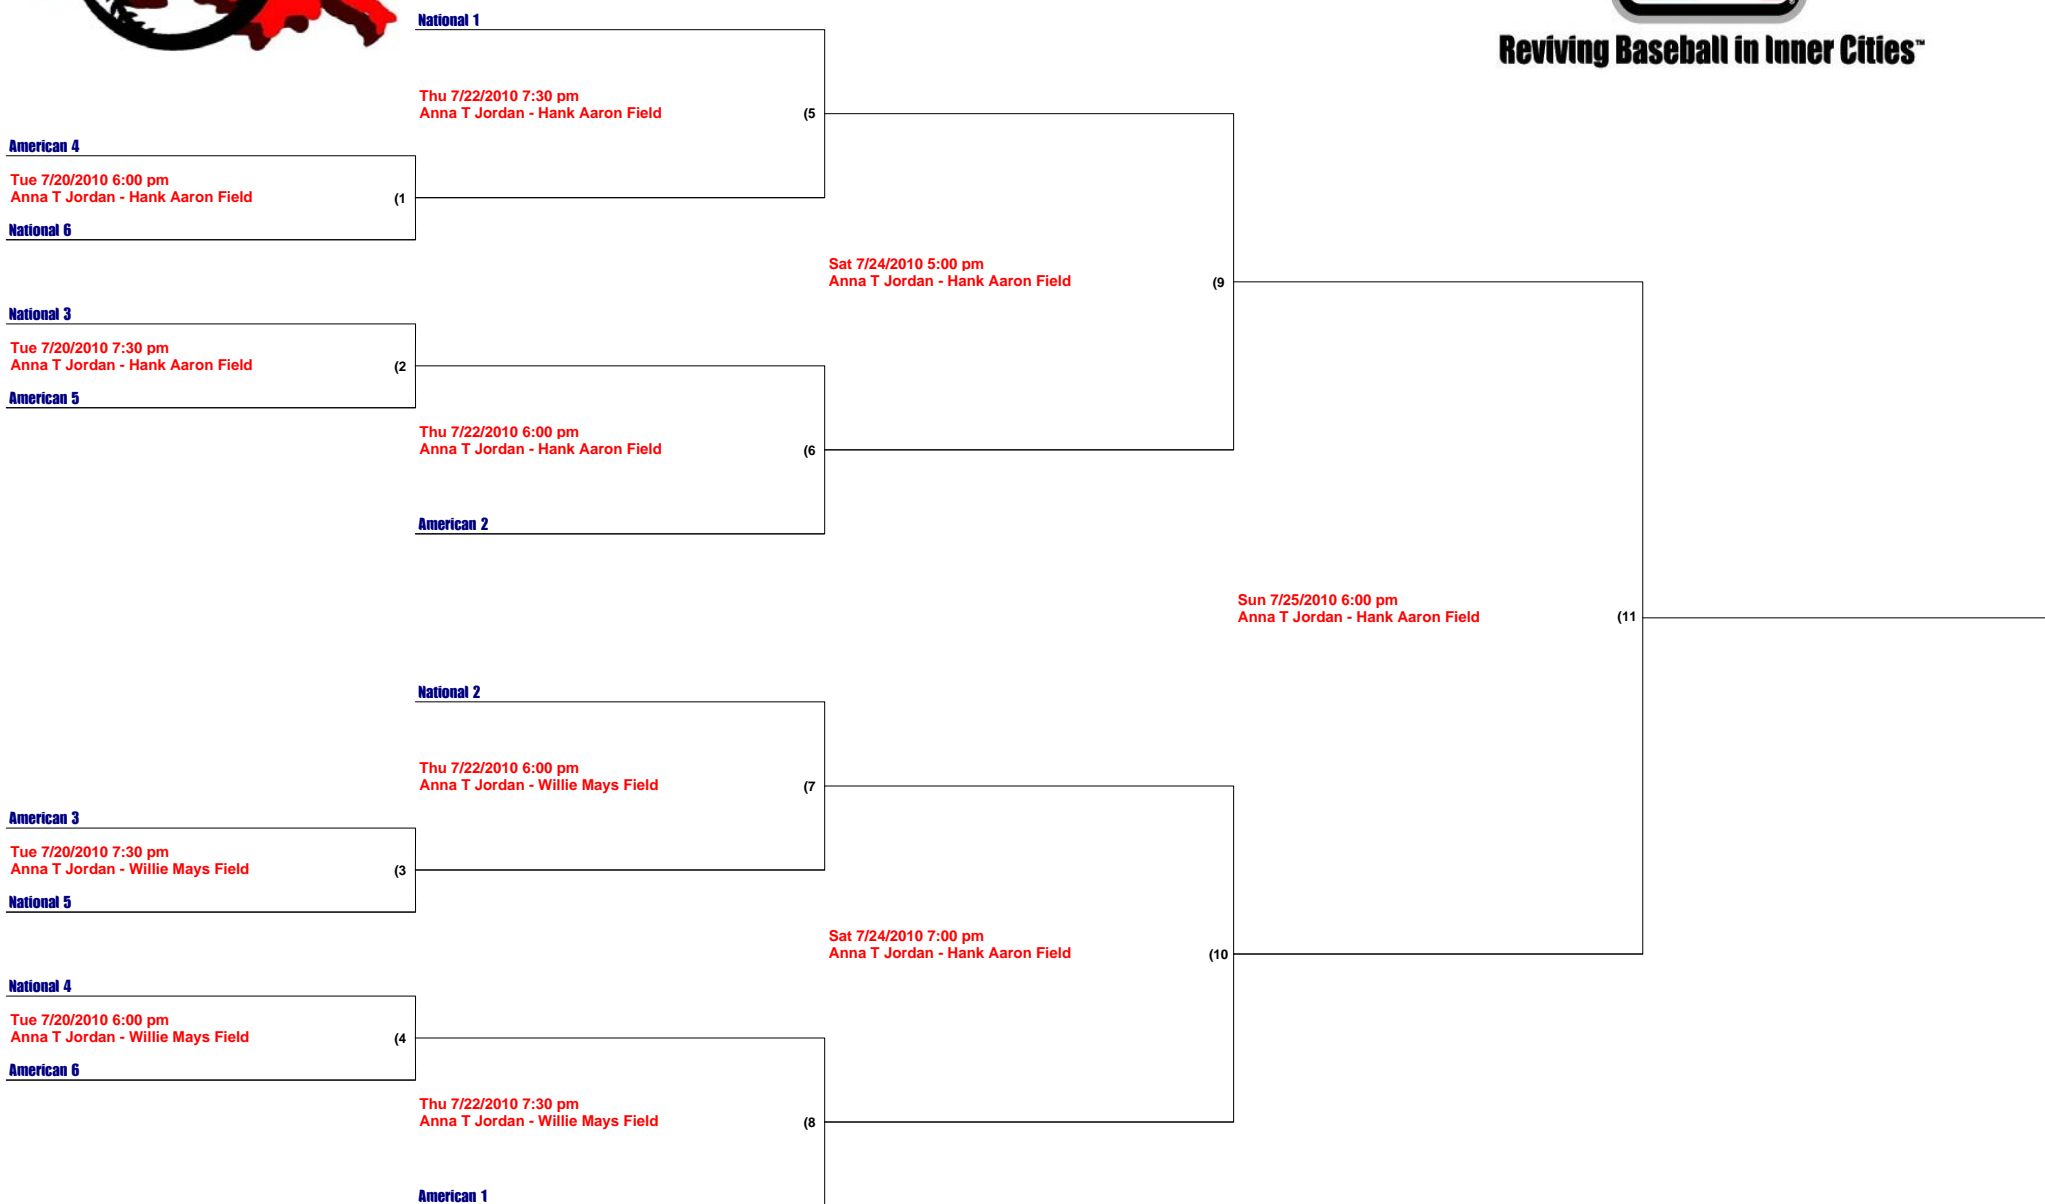 National 1
Reviving Baseball in Inner Cities™
Thu 7/22/2010 7:30 pm
Anna T Jordan - Hank Aaron Field
(5
American 4
Tue 7/20/2010 6:00 pm
Anna T Jordan - Hank Aaron Field
(1
National 6
Sat 7/24/2010 5:00 pm
Anna T Jordan - Hank Aaron Field
(9
National 3
Tue 7/20/2010 7:30 pm
Anna T Jordan - Hank Aaron Field
(2
American 5
Thu 7/22/2010 6:00 pm
Anna T Jordan - Hank Aaron Field
(6
American 2
Sun 7/25/2010 6:00 pm
Anna T Jordan - Hank Aaron Field
(11
National 2
Thu 7/22/2010 6:00 pm
Anna T Jordan - Willie Mays Field
(7
American 3
Tue 7/20/2010 7:30 pm
Anna T Jordan - Willie Mays Field
(3
National 5
Sat 7/24/2010 7:00 pm
Anna T Jordan - Hank Aaron Field
(10
National 4
Tue 7/20/2010 6:00 pm
Anna T Jordan - Willie Mays Field
(4
American 6
Thu 7/22/2010 7:30 pm
Anna T Jordan - Willie Mays Field
(8
American 1